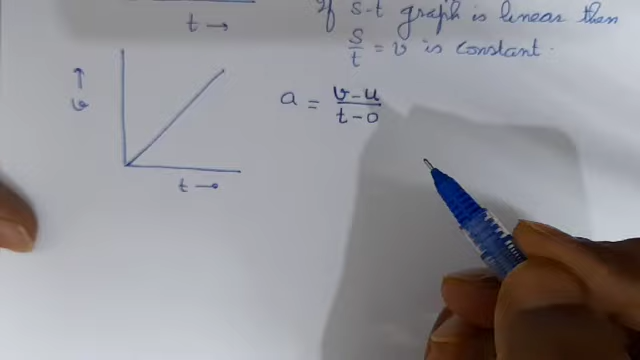 t →
If s-t graph is linear then
s/t = v is constant.
↑
v
a = v-u/t-0
t →